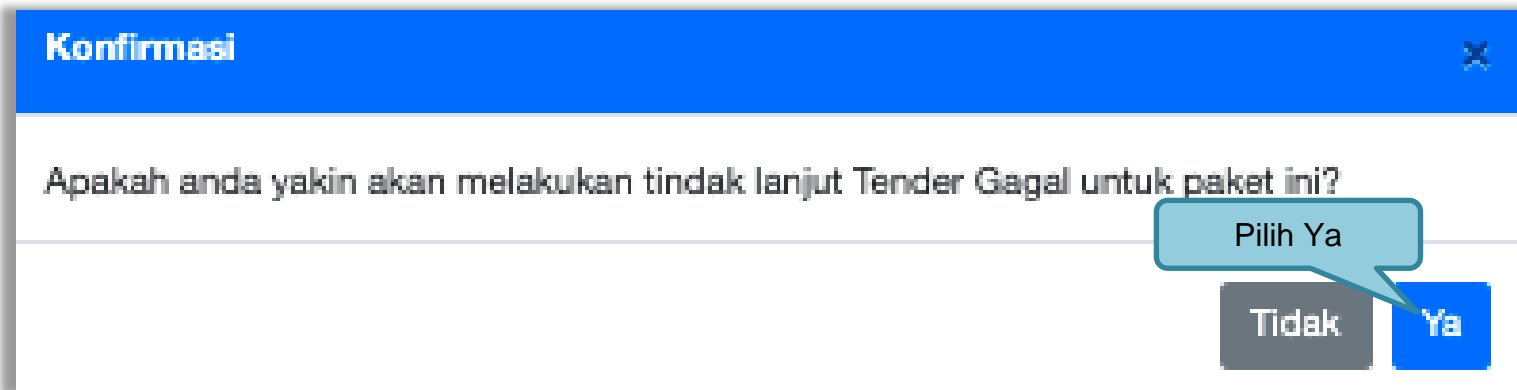 Konfirmasi
Apakah anda yakin akan melakukan tindak lanjut Tender Gagal untuk paket ini?
Pilih Ya
Tidak Ya